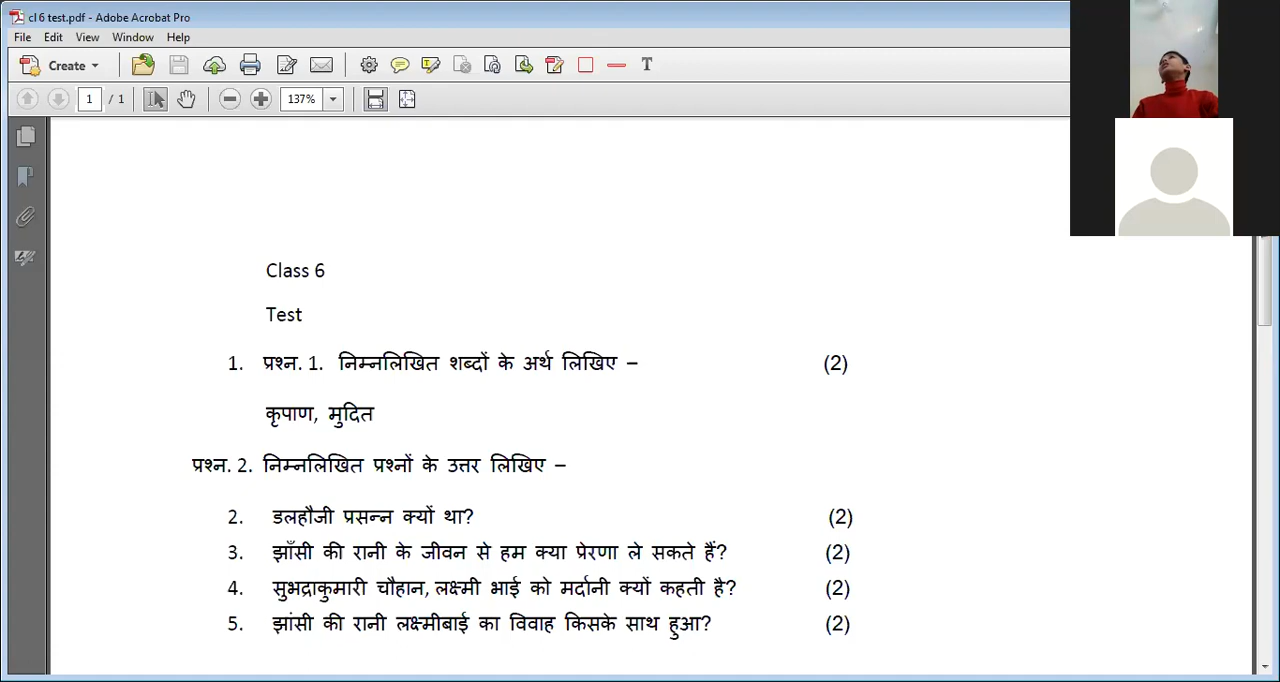 cl 6 test.pdf - Adobe Acrobat Pro
File Edit View Window Help
Create T
1 / 1 137%
Class 6
Test
1. प्रश्न. 1. निम्नलिखित शब्दों के अर्थ लिखिए – (2)
कृपाण, मुदित
प्रश्न. 2. निम्नलिखित प्रश्नों के उत्तर लिखिए –
2. डलहौजी प्रसन्न क्यों था? (2)
3. झाँसी की रानी के जीवन से हम क्या प्रेरणा ले सकते हैं? (2)
4. सुभद्राकुमारी चौहान, लक्ष्मी भाई को मर्दानी क्यों कहती है? (2)
5. झांसी की रानी लक्ष्मीबाई का विवाह किसके साथ हुआ? (2)